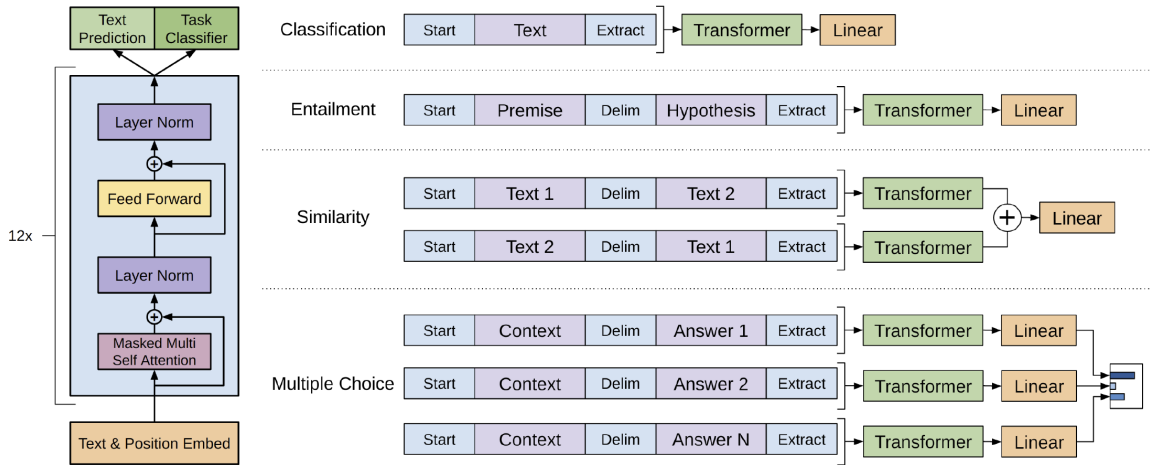 Text
Prediction
Task
Classifier
Layer Norm
+
Feed Forward
12x
Layer Norm
+
Masked Multi
Self Attention
Text & Position Embed
Classification
Start Text Extract Transformer Linear
Entailment
Start Premise Delim Hypothesis Extract Transformer Linear
Similarity
Start Text 1 Delim Text 2 Extract Transformer
+ Linear
Start Text 2 Delim Text 1 Extract Transformer
Multiple Choice
Start Context Delim Answer 1 Extract Transformer Linear
Start Context Delim Answer 2 Extract Transformer Linear
Start Context Delim Answer N Extract Transformer Linear